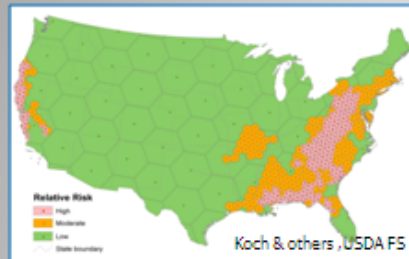 Relative Risk
High
Moderate
Low
State boundary
Koch & others ,USDA FS